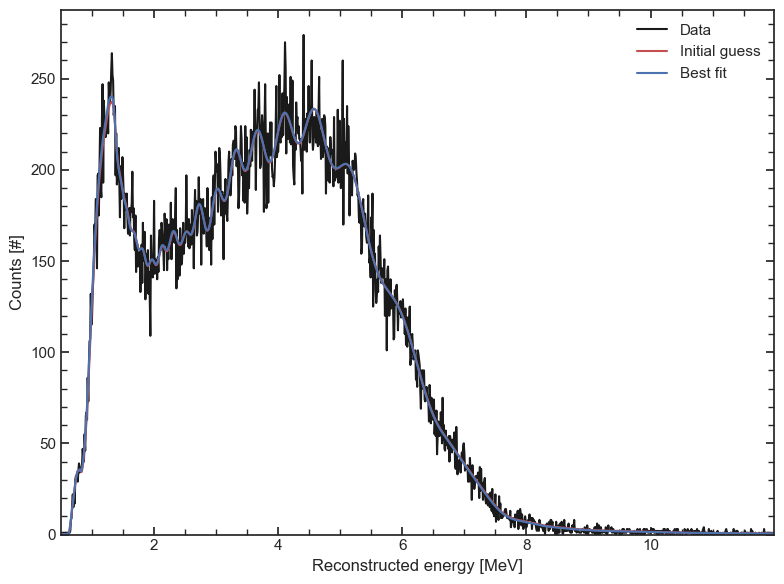 Data
Initial guess
Best fit
250
200
150
100
50
0
Counts [#]
2 4 6 8 10
Reconstructed energy [MeV]